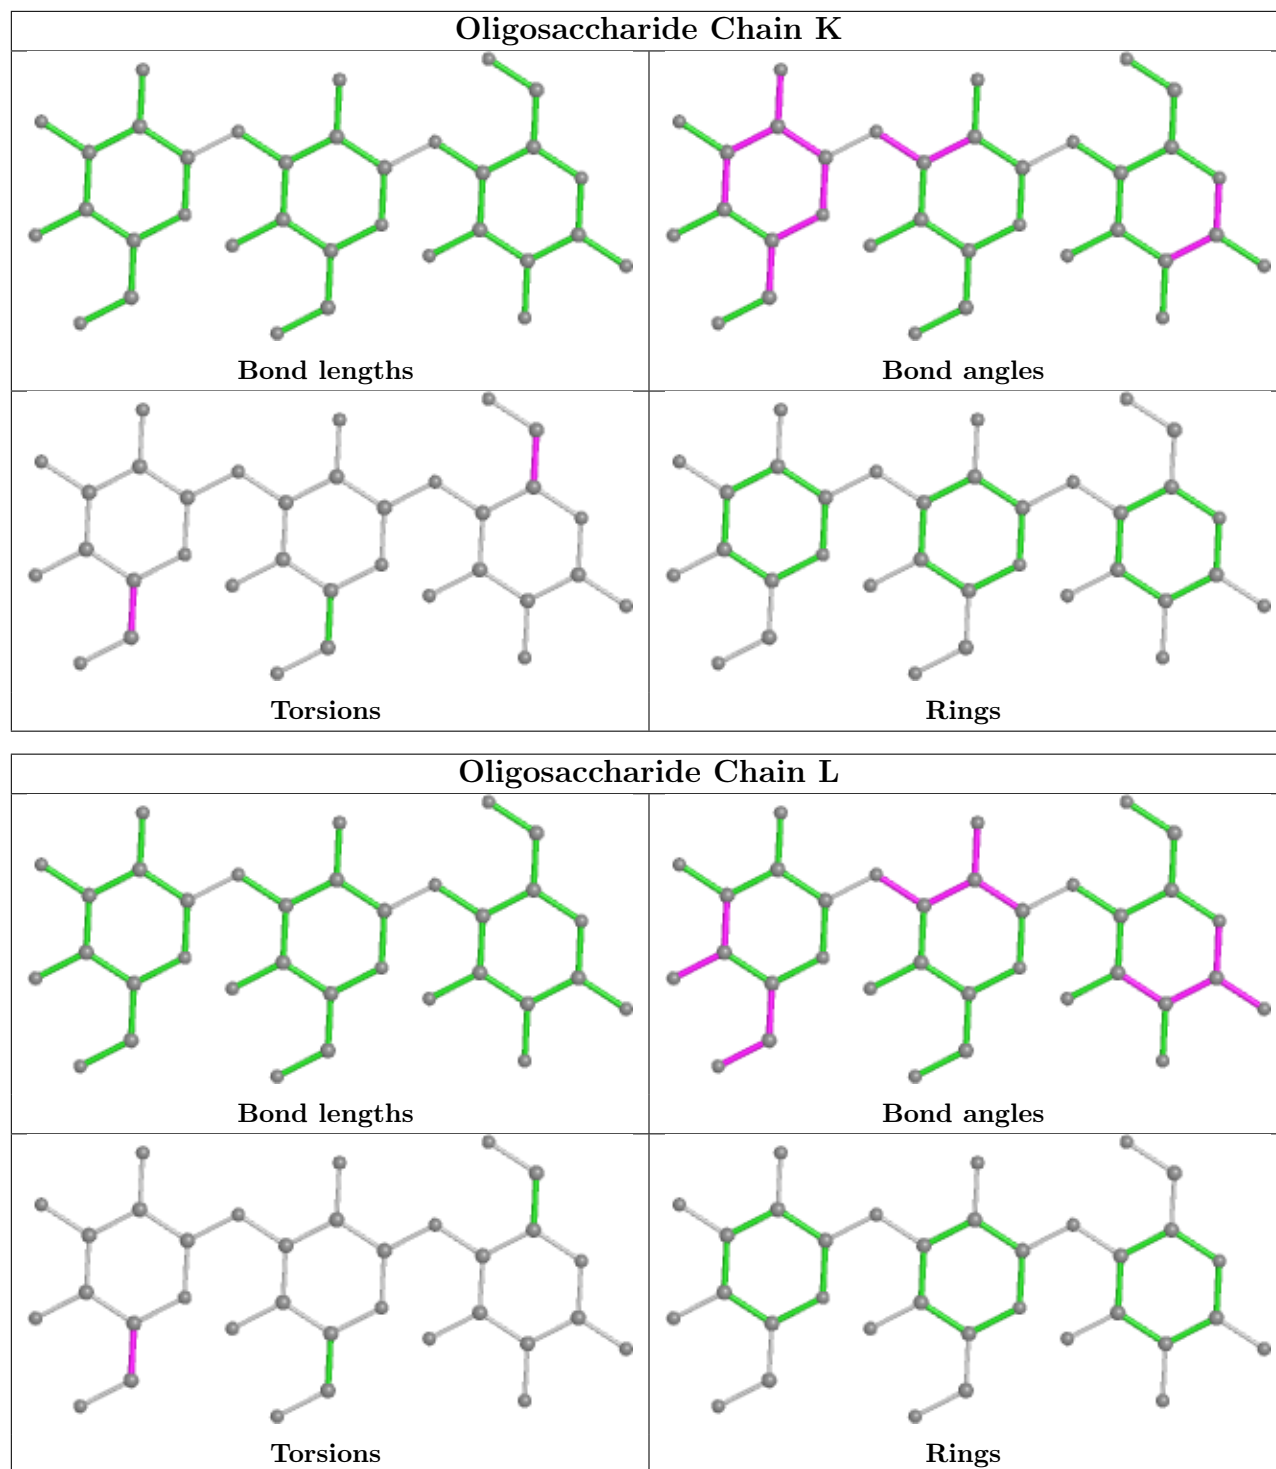 Oligosaccharide Chain K
Bond lengths
Bond angles
Torsions
Rings
Oligosaccharide Chain L
Bond lengths
Bond angles
Torsions
Rings